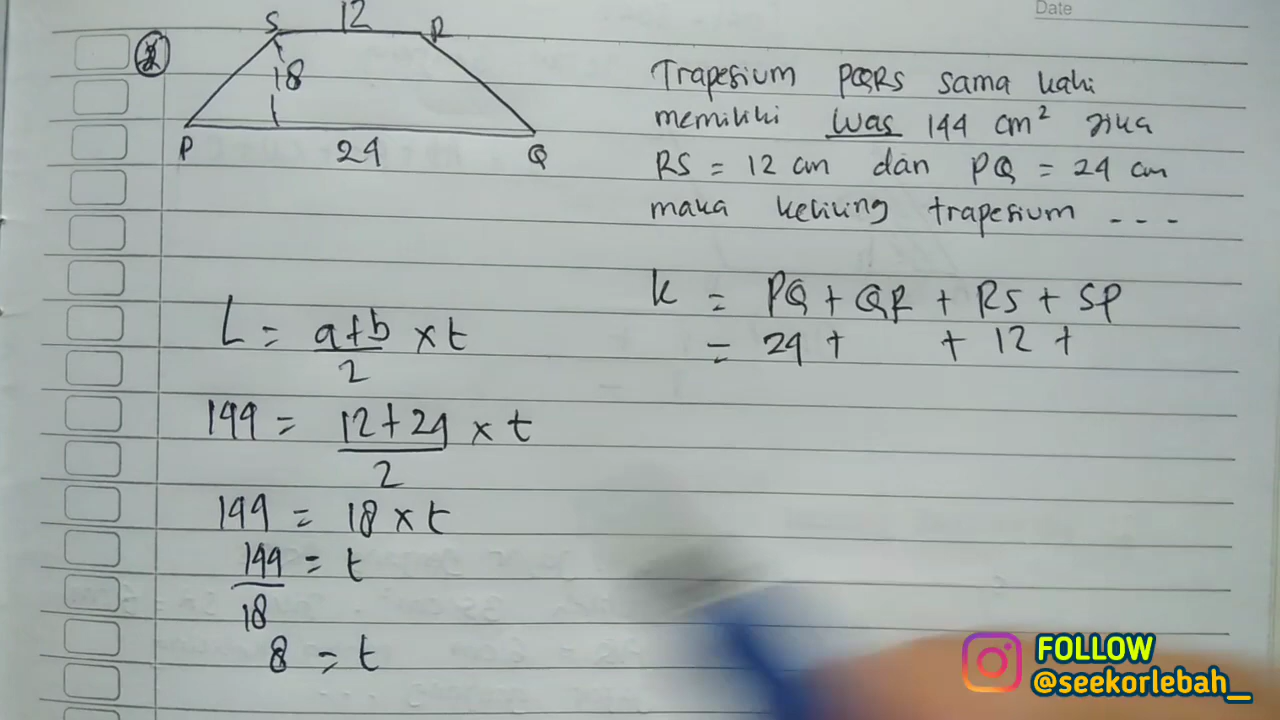 Date
S 12 R
18
P 24 Q
Trapesium PQRS sama kaki
memiliki luas 144 cm² jika
RS = 12 cm dan PQ = 24 cm
maka keliling trapesium ...
K = PQ + QR + RS + SP
= 24 + + 12 +
L = a+b/2 × t
144 = 12+24/2 × t
144 = 18 × t
144/18 = t
8 = t
FOLLOW
@seekorlebah_